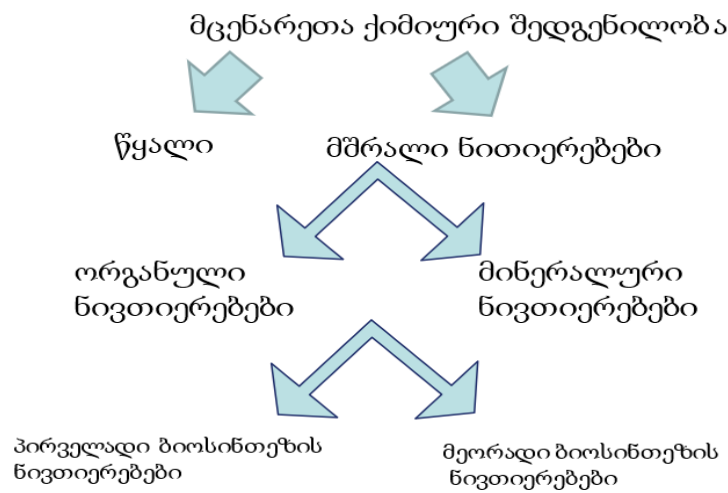 მცენარეთა ქიმიური შედგენილობა
წყალი
მშრალი ნითიერებები
ორგანული
ნივთიერებები
მინერალური
ნივთიერებები
პირველადი ბიოსინთეზის
ნივთიერებები
მეორადი ბიოსინთეზის
ნივთიერებები